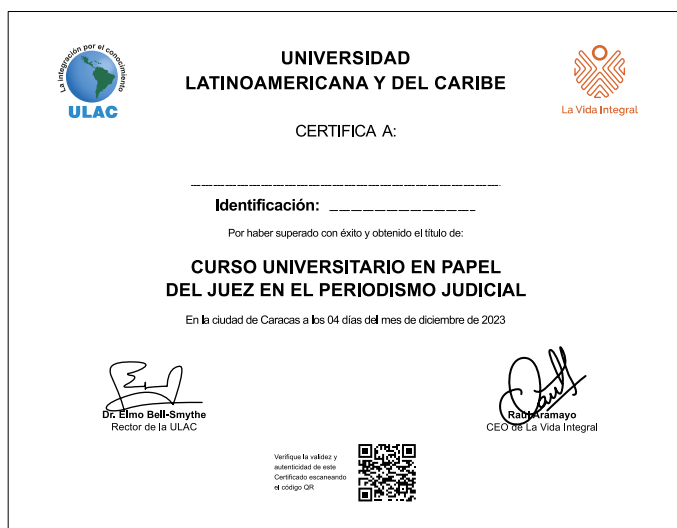 La integración por el conocimiento
ULAC
UNIVERSIDAD
LATINOAMERICANA Y DEL CARIBE
La Vida Integral
CERTIFICA A:
Identificación:
Por haber superado con éxito y obtenido el título de:
CURSO UNIVERSITARIO EN PAPEL
DEL JUEZ EN EL PERIODISMO JUDICIAL
En la ciudad de Caracas a los 04 días del mes de diciembre de 2023
Dr. Elmo Bell-Smythe
Rector de la ULAC
Raúl Aramayo
CEO de La Vida Integral
Verifique la validez y
autenticidad de este
Certificado escaneando
el código QR